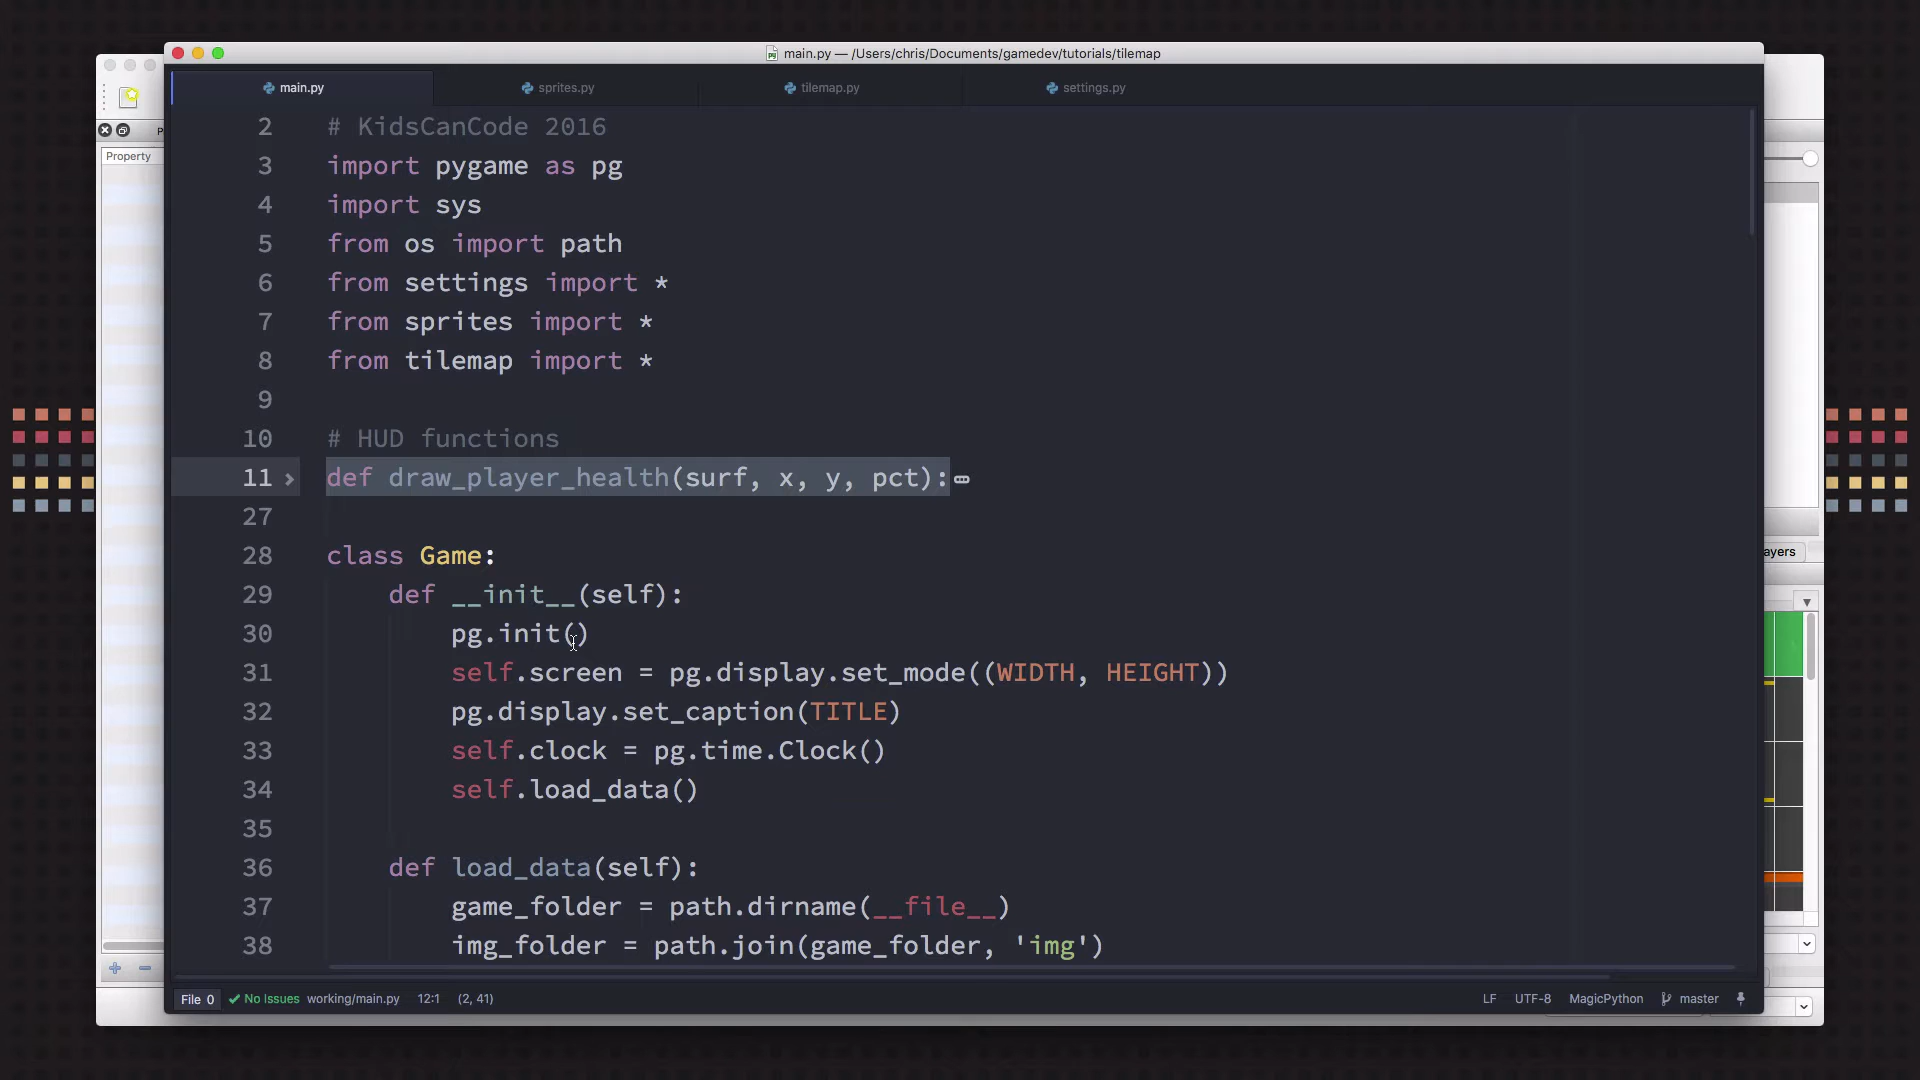 main.py — /Users/chris/Documents/gamedev/tutorials/tilemap
main.py sprites.py tilemap.py settings.py
Property
2 # KidsCanCode 2016
3 import pygame as pg
4 import sys
5 from os import path
6 from settings import *
7 from sprites import *
8 from tilemap import *
9
10 # HUD functions
11 def draw_player_health(surf, x, y, pct):
27
28 class Game:
29 def __init__(self):
30 pg.init()
31 self.screen = pg.display.set_mode((WIDTH, HEIGHT))
32 pg.display.set_caption(TITLE)
33 self.clock = pg.time.Clock()
34 self.load_data()
35
36 def load_data(self):
37 game_folder = path.dirname(__file__)
38 img_folder = path.join(game_folder, 'img')
ayers
File 0 No Issues working/main.py 12:1 (2, 41) LF UTF-8 MagicPython master